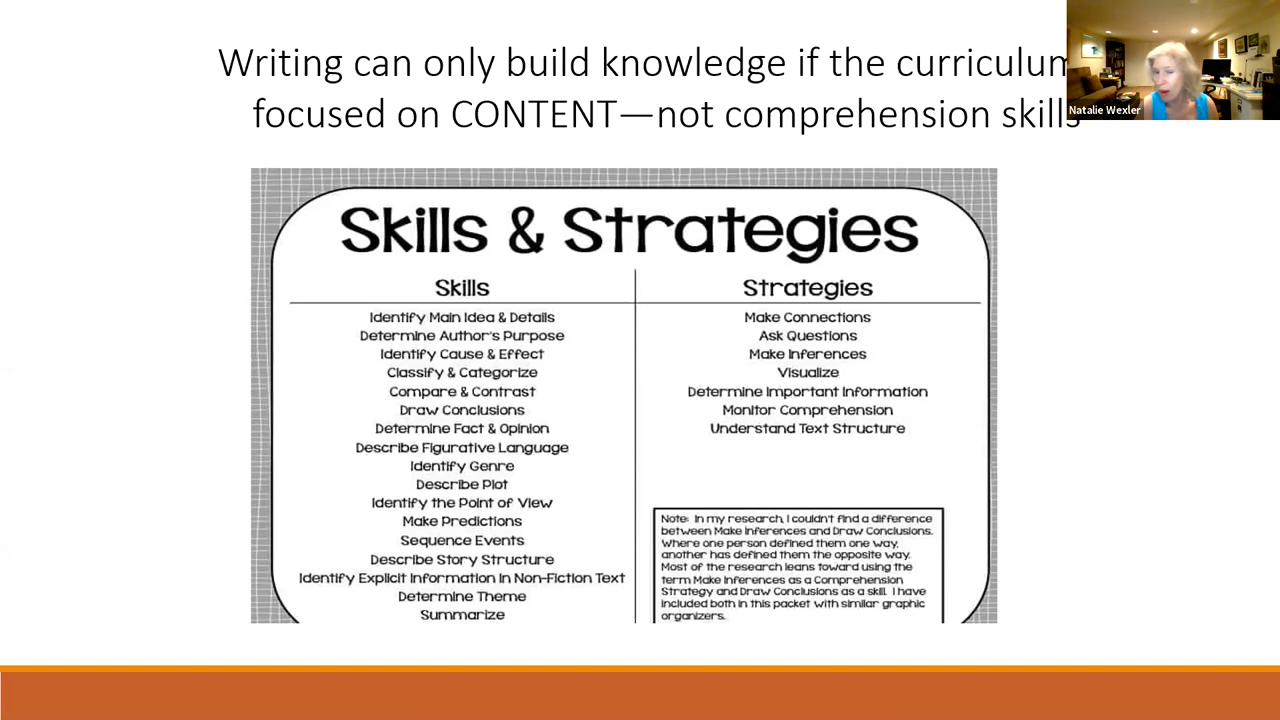 Writing can only build knowledge if the curriculum
focused on CONTENT—not comprehension skills
Natalie Wexler
Skills & Strategies
Skills
Identify Main Idea & Details
Determine Author's Purpose
Identify Cause & Effect
Classify & Categorize
Compare & Contrast
Draw Conclusions
Determine Fact & Opinion
Describe Figurative Language
Identify Genre
Describe Plot
Identify the Point of View
Make Predictions
Sequence Events
Describe Story Structure
Identify Explicit Information in Non-Fiction Text
Determine Theme
Summarize
Strategies
Make Connections
Ask Questions
Make Inferences
Visualize
Determine Important Information
Monitor Comprehension
Understand Text Structure
Note: In my research, I couldn't find a difference
between Make Inferences and Draw Conclusions.
Where one person defined them one way,
another has defined them the opposite way.
Most of the research leans toward using the
term Make Inferences as a Comprehension
Strategy and Draw Conclusions as a skill. I have
included both in this packet with similar graphic
organizers.